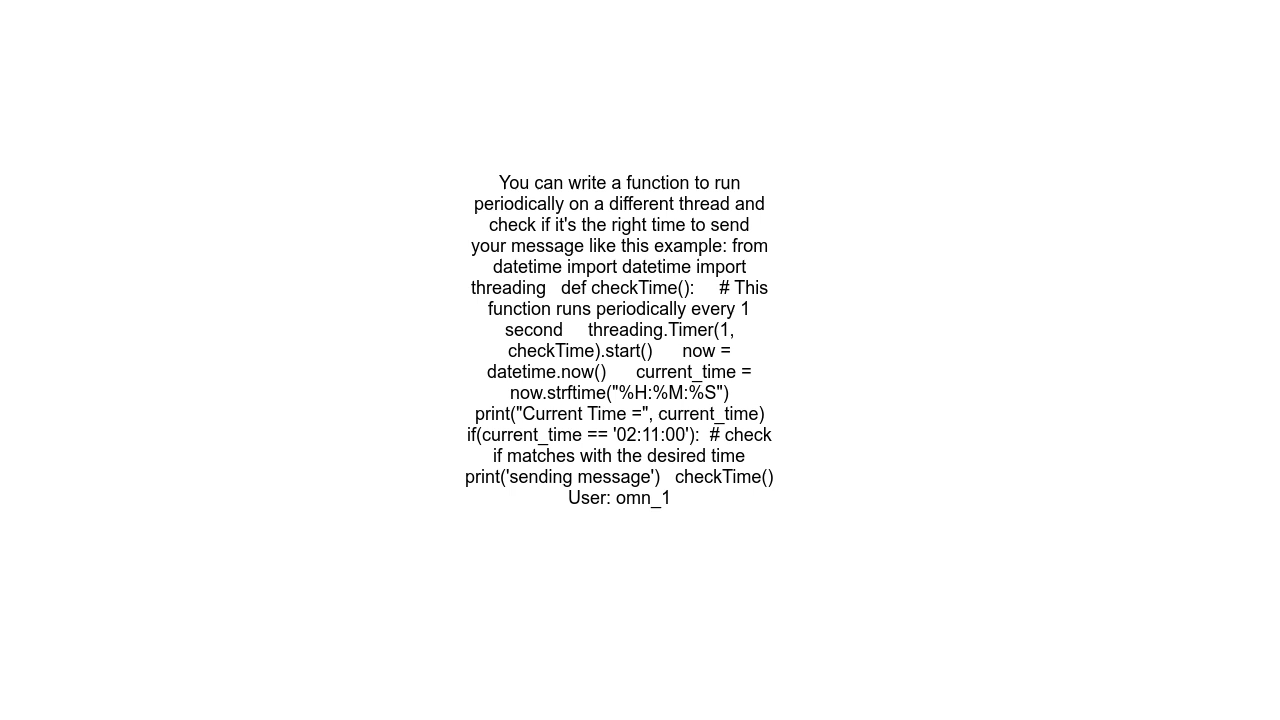 You can write a function to run
periodically on a different thread and
check if it's the right time to send
your message like this example: from
datetime import datetime import
threading   def checkTime():     # This
function runs periodically every 1
second     threading.Timer(1,
checkTime).start()      now =
datetime.now()      current_time =
now.strftime("%H:%M:%S")
print("Current Time =", current_time)
if(current_time == '02:11:00'):  # check
if matches with the desired time
print('sending message')   checkTime()
User: omn_1